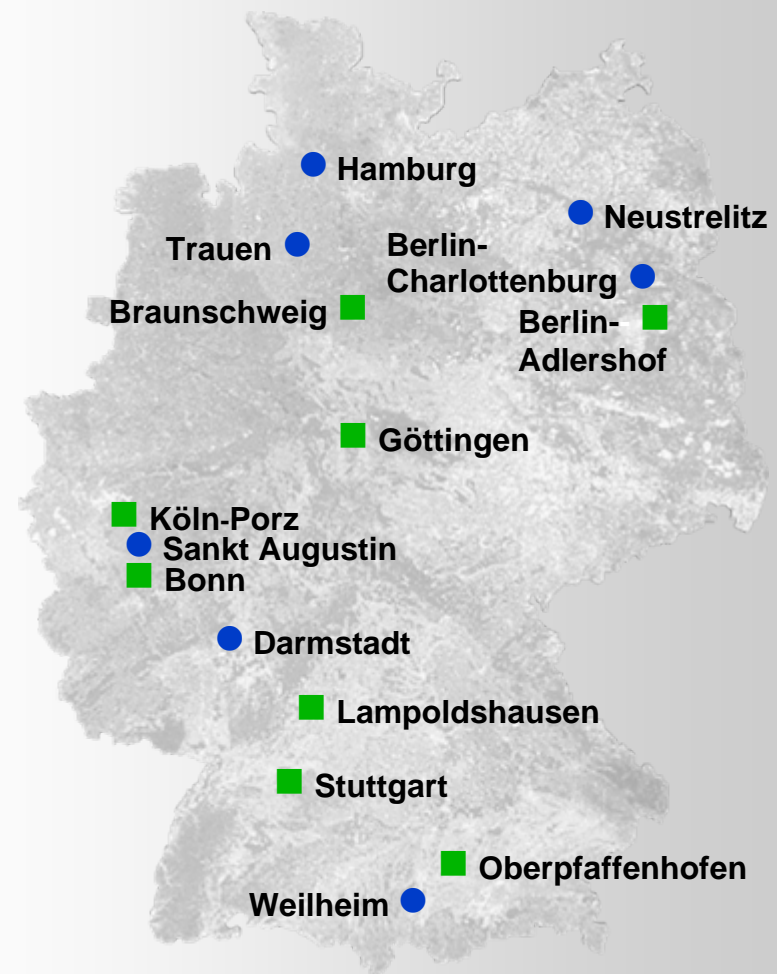 Hamburg
Neustrelitz
Trauen
Berlin-
Charlottenburg
Braunschweig
Berlin-
Adlershof
Göttingen
Köln-Porz
Sankt Augustin
Bonn
Darmstadt
Lampoldshausen
Stuttgart
Oberpfaffenhofen
Weilheim